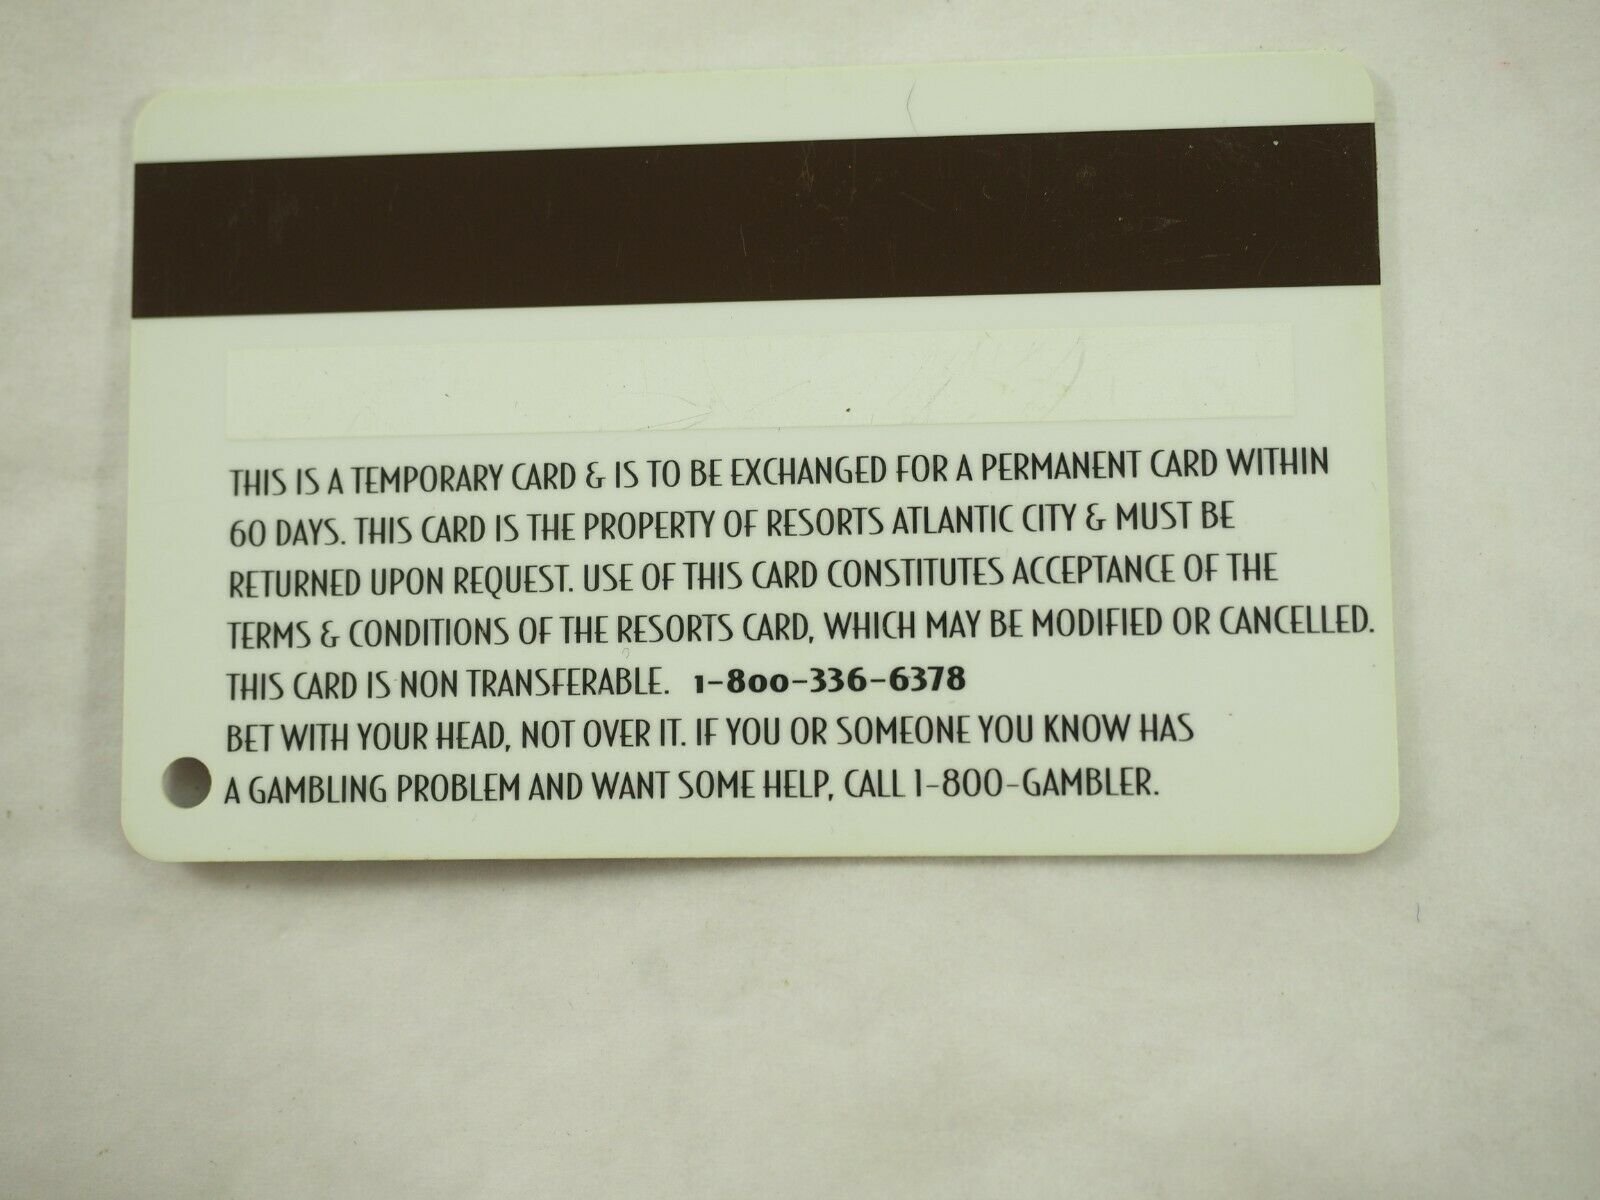 THIS IS A TEMPORARY CARD & IS TO BE EXCHANGED FOR A PERMANENT CARD WITHIN
60 DAYS. THIS CARD IS THE PROPERTY OF RESORTS ATLANTIC CITY & MUST BE
RETURNED UPON REQUEST. USE OF THIS CARD CONSTITUTES ACCEPTANCE OF THE
TERMS & CONDITIONS OF THE RESORTS CARD, WHICH MAY BE MODIFIED OR CANCELLED.
THIS CARD IS NON TRANSFERABLE. 1-800-336-6378
BET WITH YOUR HEAD, NOT OVER IT. IF YOU OR SOMEONE YOU KNOW HAS
A GAMBLING PROBLEM AND WANT SOME HELP, CALL 1-800-GAMBLER.